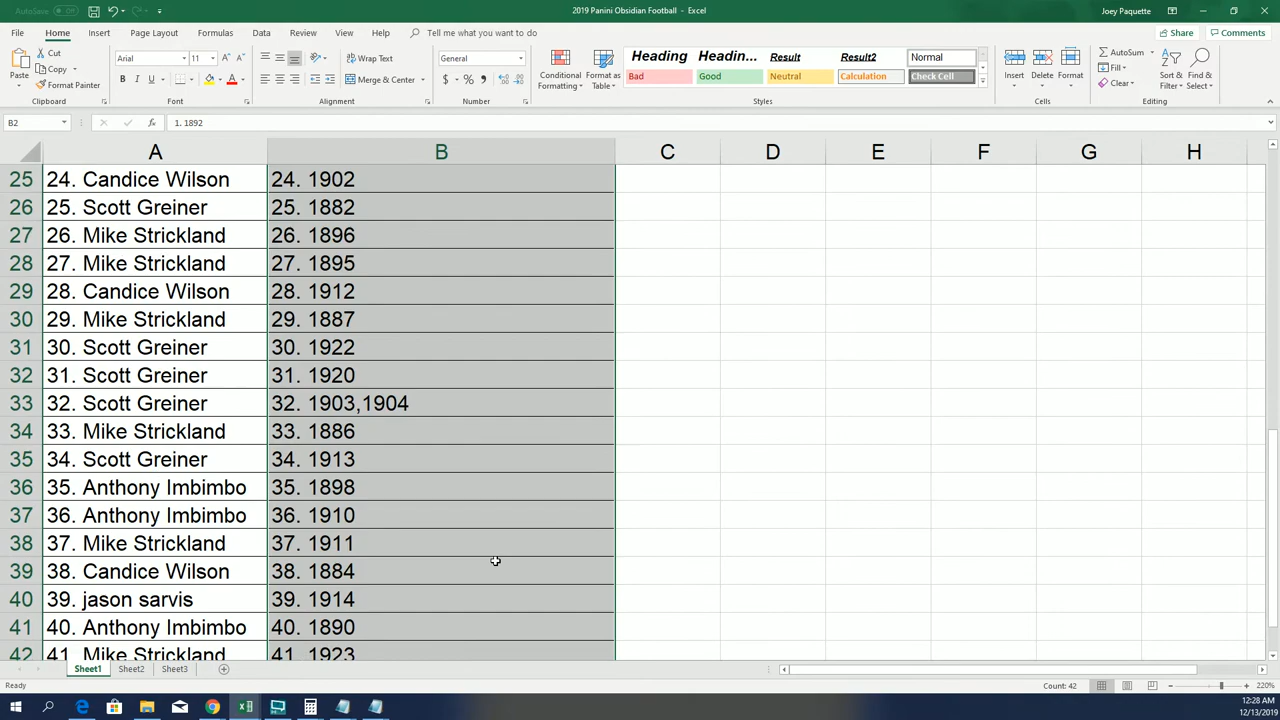 AutoSave Off
2019 Panini Obsidian Football - Excel
Joey Paquette
File Home Insert Page Layout Formulas Data Review View Help Tell me what you want to do
Share Comments
Paste Cut Copy Format Painter
Arial 11
B I U A
Wrap Text
Merge & Center
General
$ % ,
Conditional Formatting Format as Table
Heading Headin... Result Result2 Normal
Bad Good Neutral Calculation Check Cell
Insert Delete Format
AutoSum Fill Clear
Sort & Filter Find & Select
Clipboard Font Alignment Number Styles Cells Editing
B2 fx 1. 1892
A B C D E F G H
25 24. Candice Wilson 24. 1902
26 25. Scott Greiner 25. 1882
27 26. Mike Strickland 26. 1896
28 27. Mike Strickland 27. 1895
29 28. Candice Wilson 28. 1912
30 29. Mike Strickland 29. 1887
31 30. Scott Greiner 30. 1922
32 31. Scott Greiner 31. 1920
33 32. Scott Greiner 32. 1903,1904
34 33. Mike Strickland 33. 1886
35 34. Scott Greiner 34. 1913
36 35. Anthony Imbimbo 35. 1898
37 36. Anthony Imbimbo 36. 1910
38 37. Mike Strickland 37. 1911
39 38. Candice Wilson 38. 1884
40 39. jason sarvis 39. 1914
41 40. Anthony Imbimbo 40. 1890
42 41. Mike Strickland 41. 1923
Sheet1 Sheet2 Sheet3
Ready Count: 42 220%
12:28 AM
12/13/2019